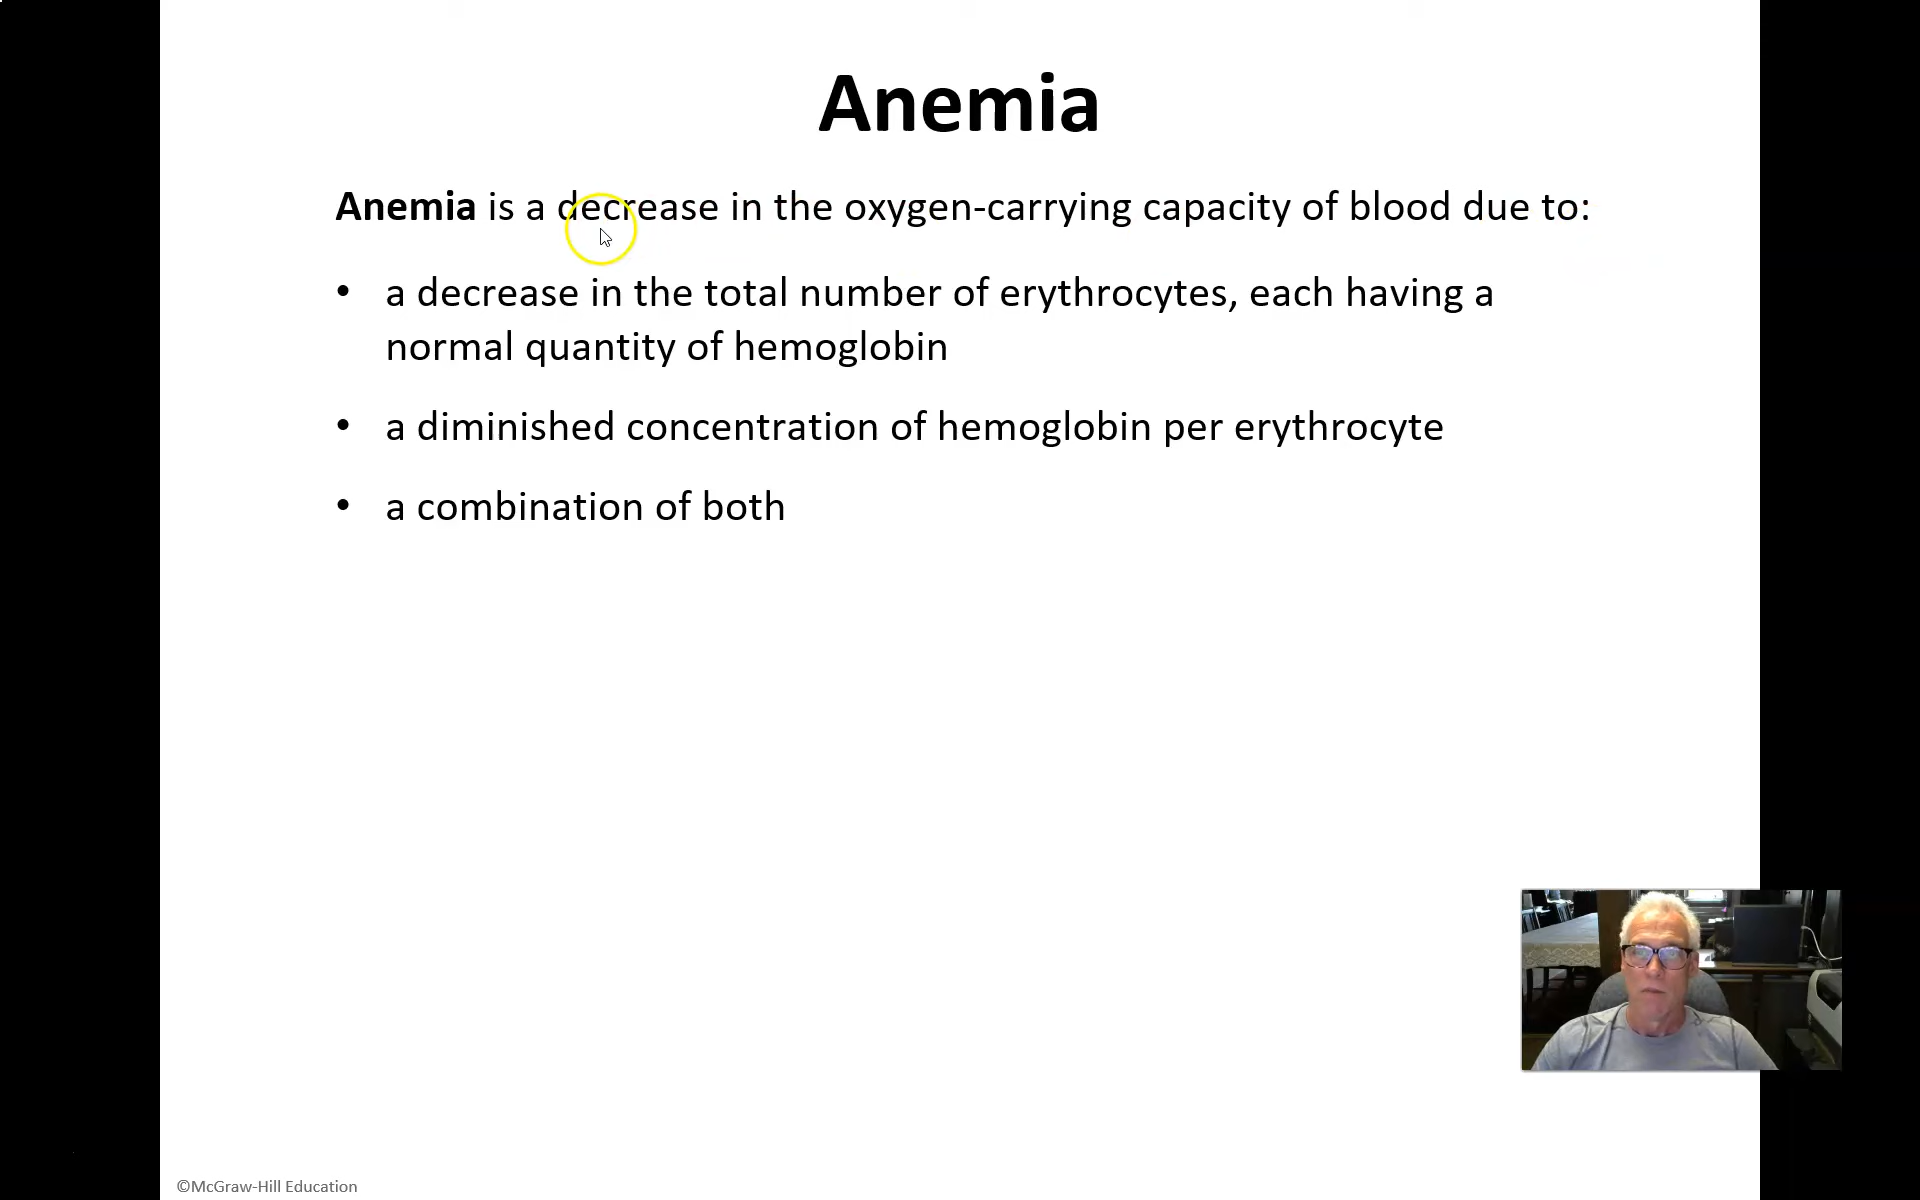 Anemia
Anemia is a decrease in the oxygen-carrying capacity of blood due to:
• a decrease in the total number of erythrocytes, each having a
normal quantity of hemoglobin
• a diminished concentration of hemoglobin per erythrocyte
• a combination of both
©McGraw-Hill Education